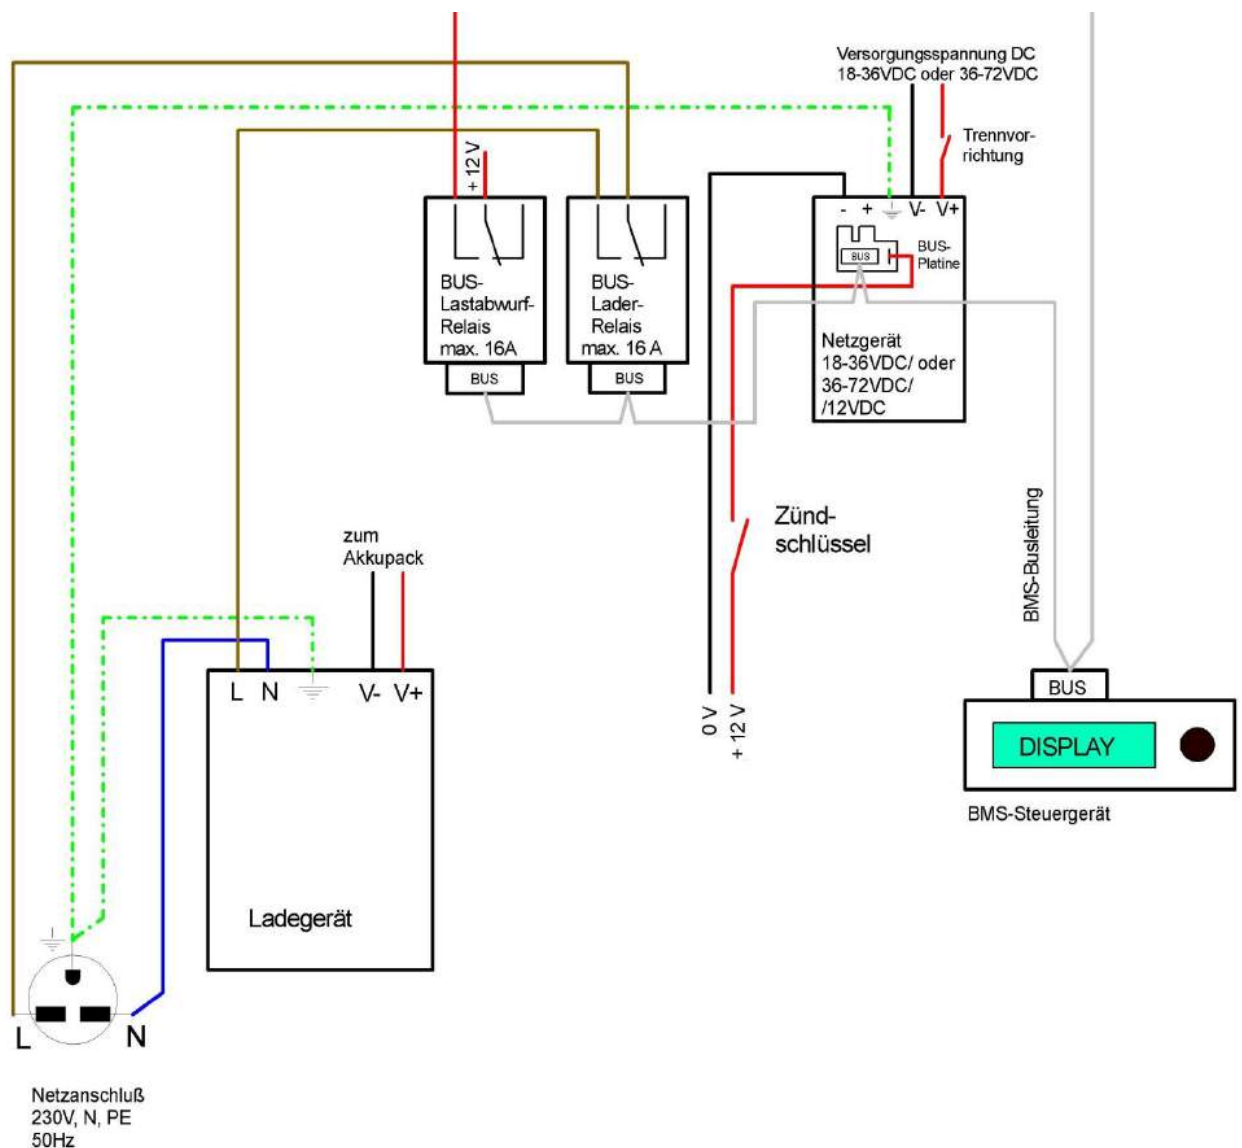 Versorgungsspannung DC
18-36VDC oder 36-72VDC
Trennvor-
richtung
+ 12 V
- + V- V+
BUS
BUS-
Platine
BUS-
Lastabwurf-
Relais
max. 16A
BUS
BUS-
Lader-
Relais
max. 16 A
BUS
Netzgerät
18-36VDC/ oder
36-72VDC/
/12VDC
Zünd-
schlüssel
BMS-Busleitung
zum
Akkupack
L N V- V+
Ladegerät
0 V
+ 12 V
BUS
DISPLAY
BMS-Steuergerät
L N
Netzanschluß
230V, N, PE
50Hz